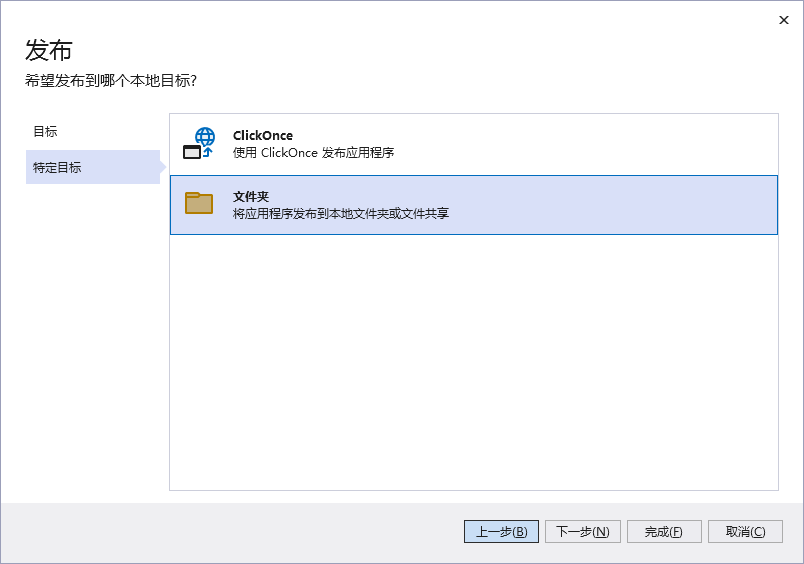 发布
希望发布到哪个本地目标?
目标
特定目标
ClickOnce
使用 ClickOnce 发布应用程序
文件夹
将应用程序发布到本地文件夹或文件共享
上一步(B)
下一步(N)
完成(F)
取消(C)